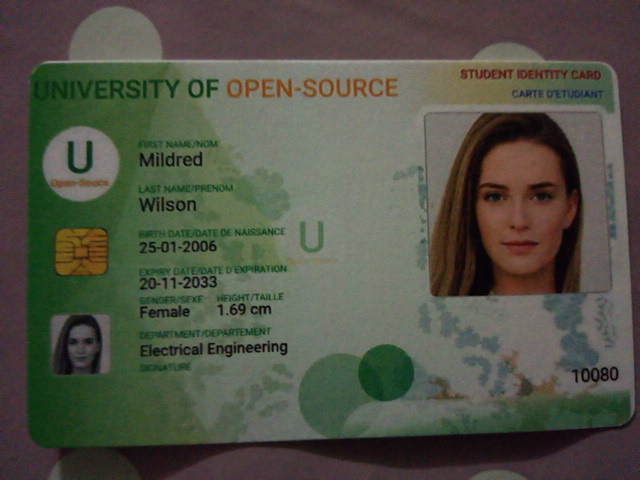 UNIVERSITY OF OPEN-SOURCE
STUDENT IDENTITY CARD
CARTE D'ETUDIANT
U
Open-Source
FIRST NAME/NOM
Mildred
LAST NAME/PRENOM
Wilson
BIRTH DATE/DATE DE NAISSANCE
25-01-2006
U
EXPIRY DATE/DATE D'EXPIRATION
20-11-2033
GENDER/SEXE HEIGHT/TAILLE
Female 1.69 cm
DEPARTMENT/DEPARTEMENT
Electrical Engineering
SIGNATURE
10080